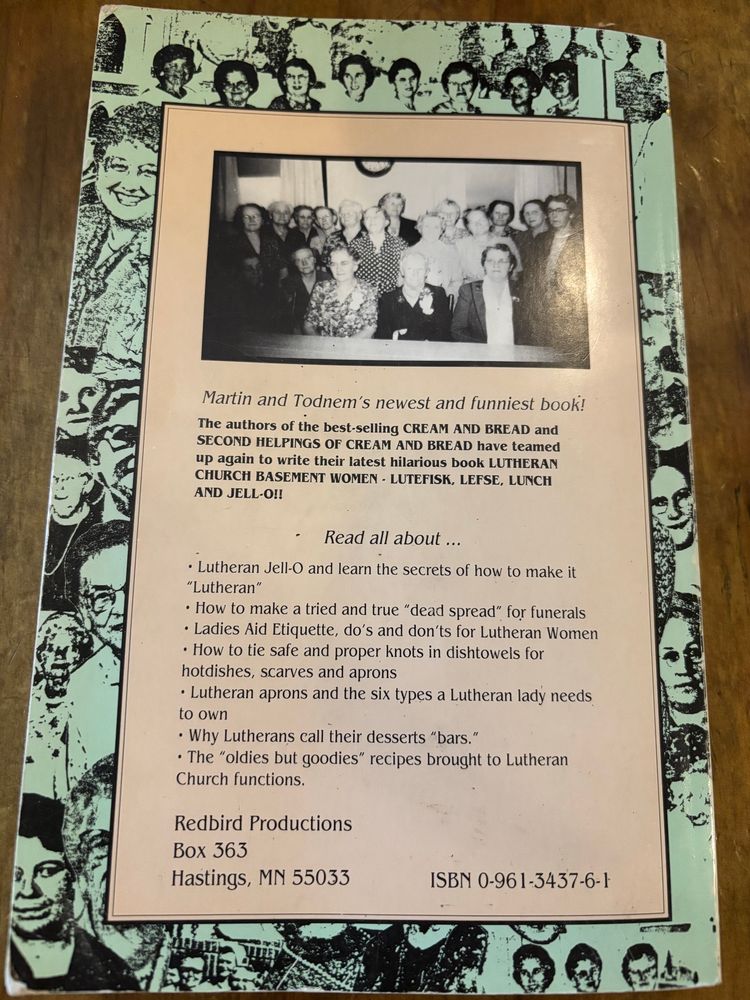 Martin and Todnem's newest and funniest book!
The authors of the best-selling CREAM AND BREAD and
SECOND HELPINGS OF CREAM AND BREAD have teamed
up again to write their latest hilarious book LUTHERAN
CHURCH BASEMENT WOMEN - LUTEFISK, LEFSE, LUNCH
AND JELL-O!!
Read all about ...
• Lutheran Jell-O and learn the secrets of how to make it
"Lutheran"
• How to make a tried and true "dead spread" for funerals
• Ladies Aid Etiquette, do's and don'ts for Lutheran Women
• How to tie safe and proper knots in dishtowels for
hotdishes, scarves and aprons
• Lutheran aprons and the six types a Lutheran lady needs
to own
• Why Lutherans call their desserts "bars."
• The "oldies but goodies" recipes brought to Lutheran
Church functions.
Redbird Productions
Box 363
Hastings, MN 55033
ISBN 0-961-3437-6-1